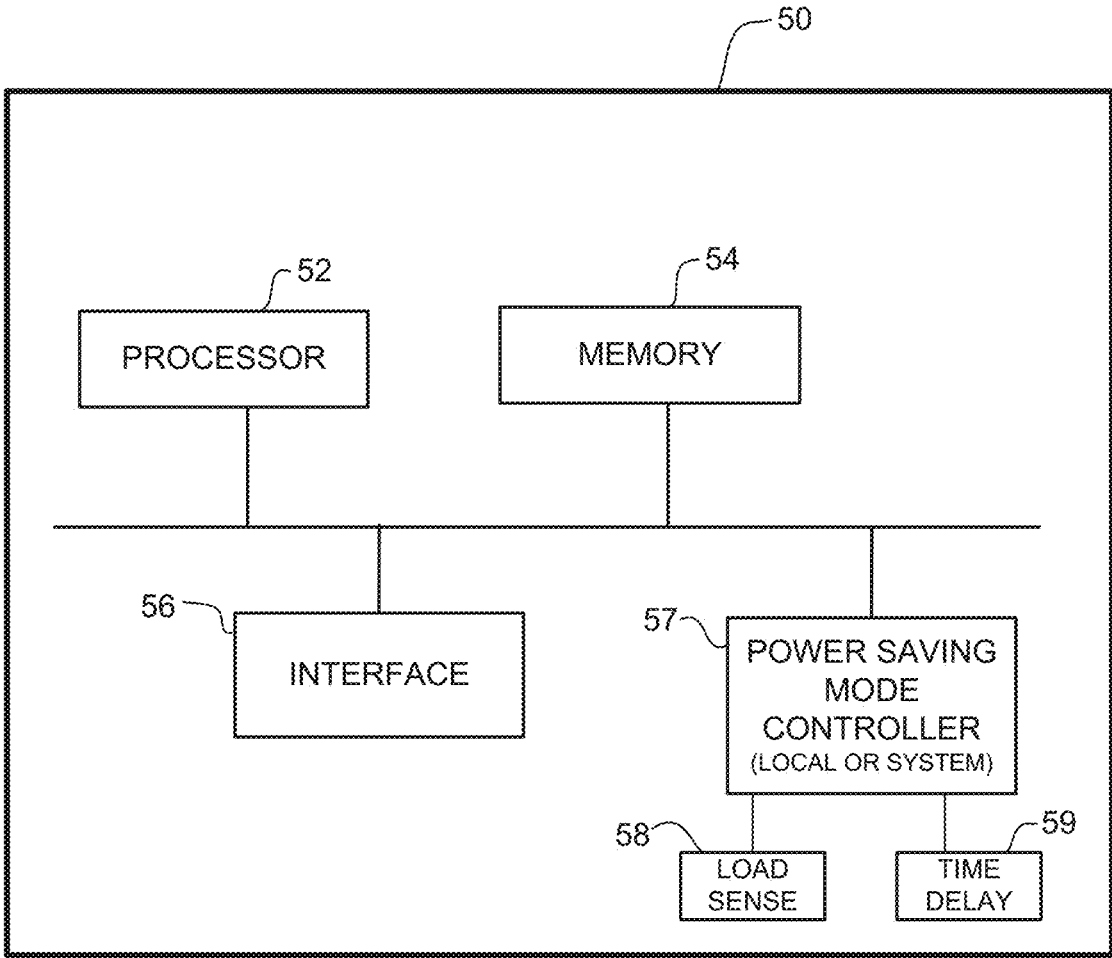 50
52
PROCESSOR
54
MEMORY
56
INTERFACE
57
POWER SAVING
MODE
CONTROLLER
(LOCAL OR SYSTEM)
58
LOAD
SENSE
59
TIME
DELAY